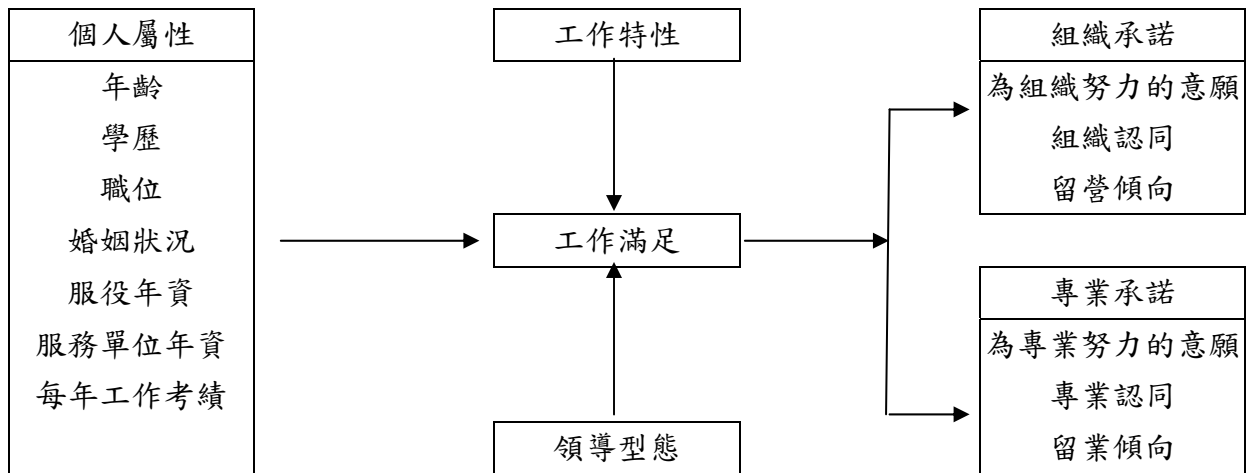 個人屬性
年齡
學歷
職位
婚姻狀況
服役年資
服務單位年資
每年工作考績
工作特性
工作滿足
領導型態
組織承諾
為組織努力的意願
組織認同
留營傾向
專業承諾
為專業努力的意願
專業認同
留業傾向